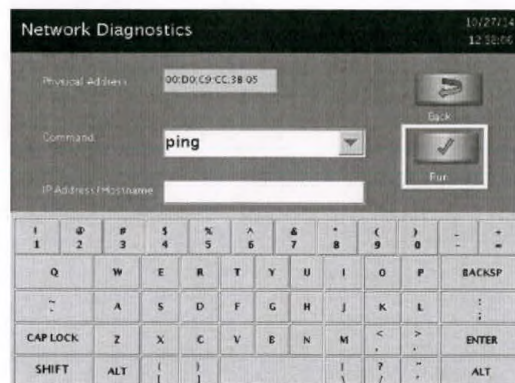 Network Diagnostics
10/27/14
12:58:06
Physical Address
00:D0:C9:CC:3B:05
Back
Command
ping
Run
IP Address/Hostname
! @ # $ % ^ & * ( ) - +
1 2 3 4 5 6 7 8 9 0 - =
Q W E R T Y U I O P BACKSP
~ A S D F G H J K L :
;
CAP LOCK Z X C V B N M < > ENTER
, .
SHIFT ALT { } ? " ALT
[ ] \ / '